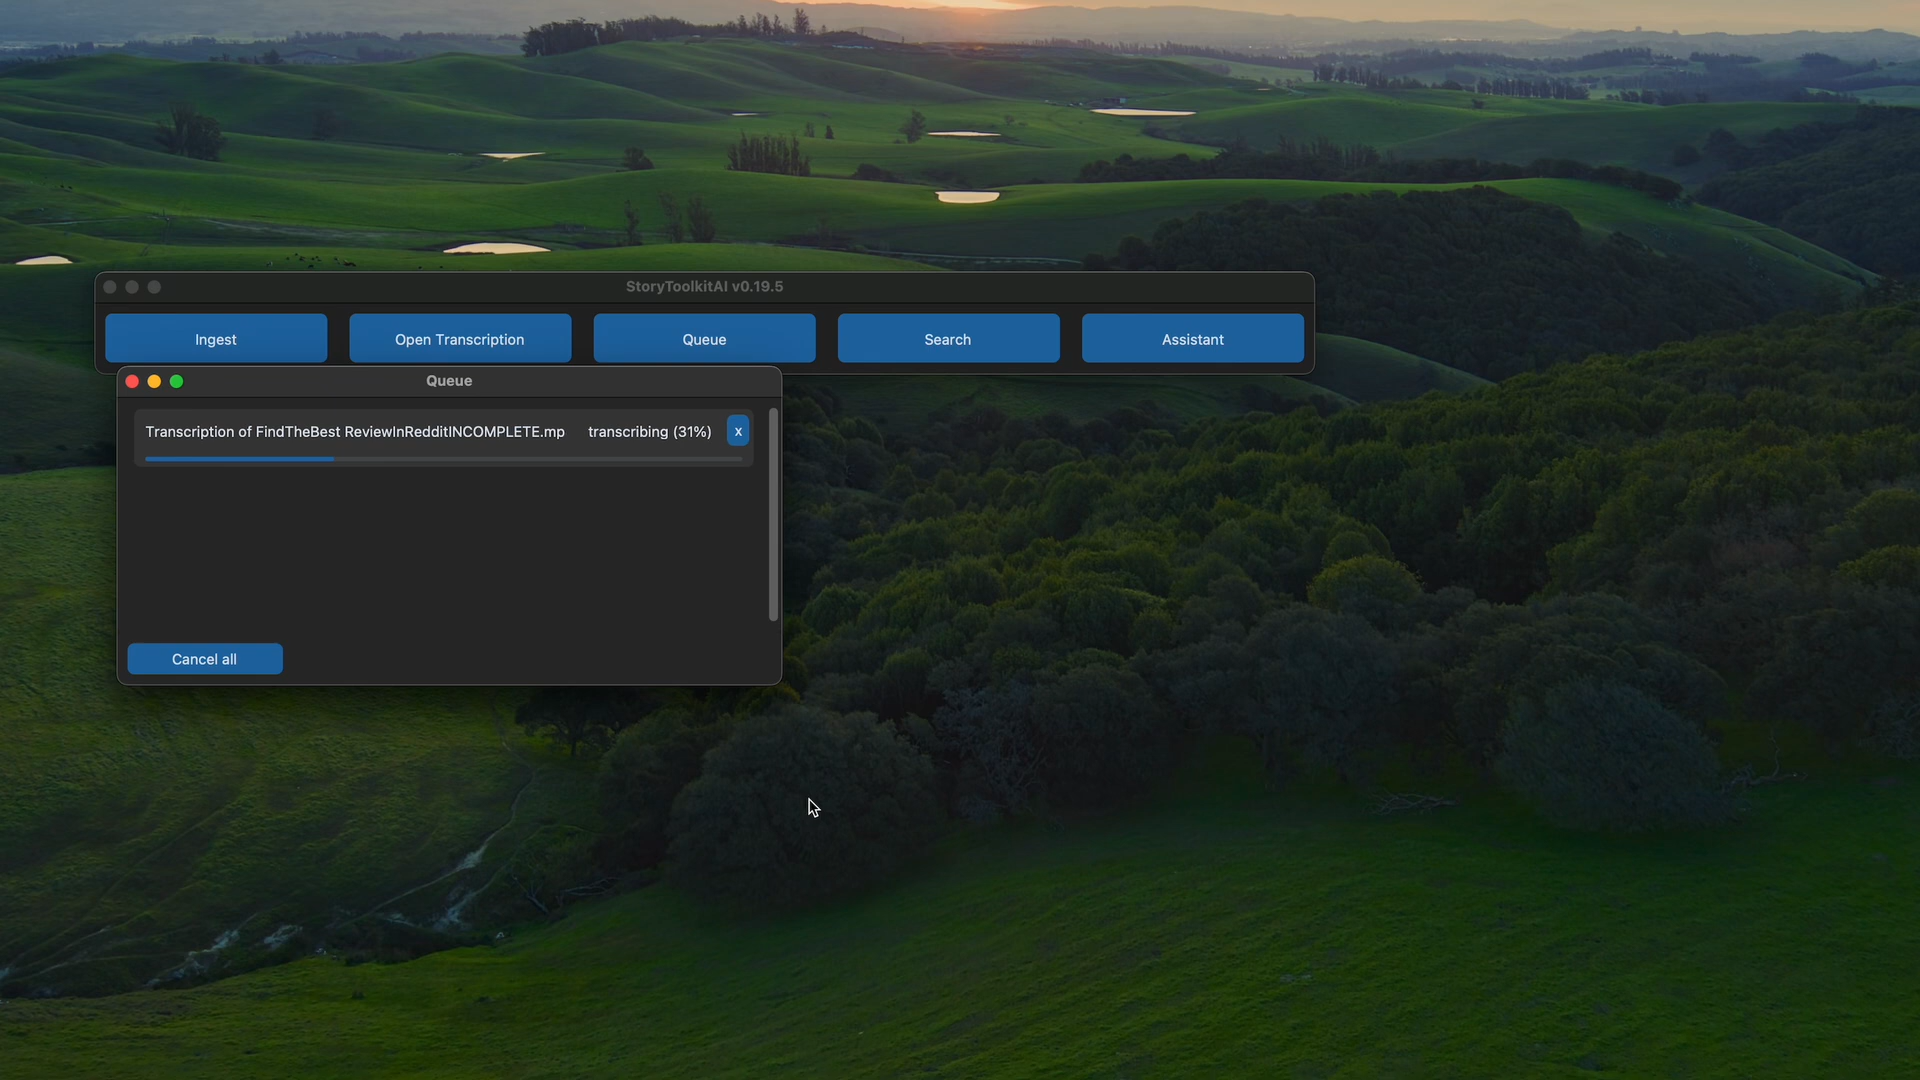 StoryToolkitAI v0.19.5
Ingest
Open Transcription
Queue
Search
Assistant
Queue
Transcription of FindTheBest ReviewInRedditINCOMPLETE.mp transcribing (31%) x
Cancel all